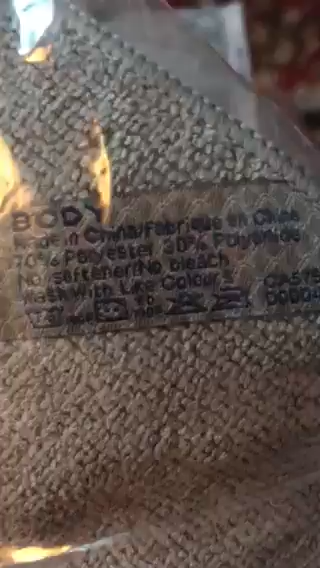 BODY
Made in China/Fabriqué en Chine
70% Polyester 30% Polyamide
No softener/No bleach
Wash With Like Colours